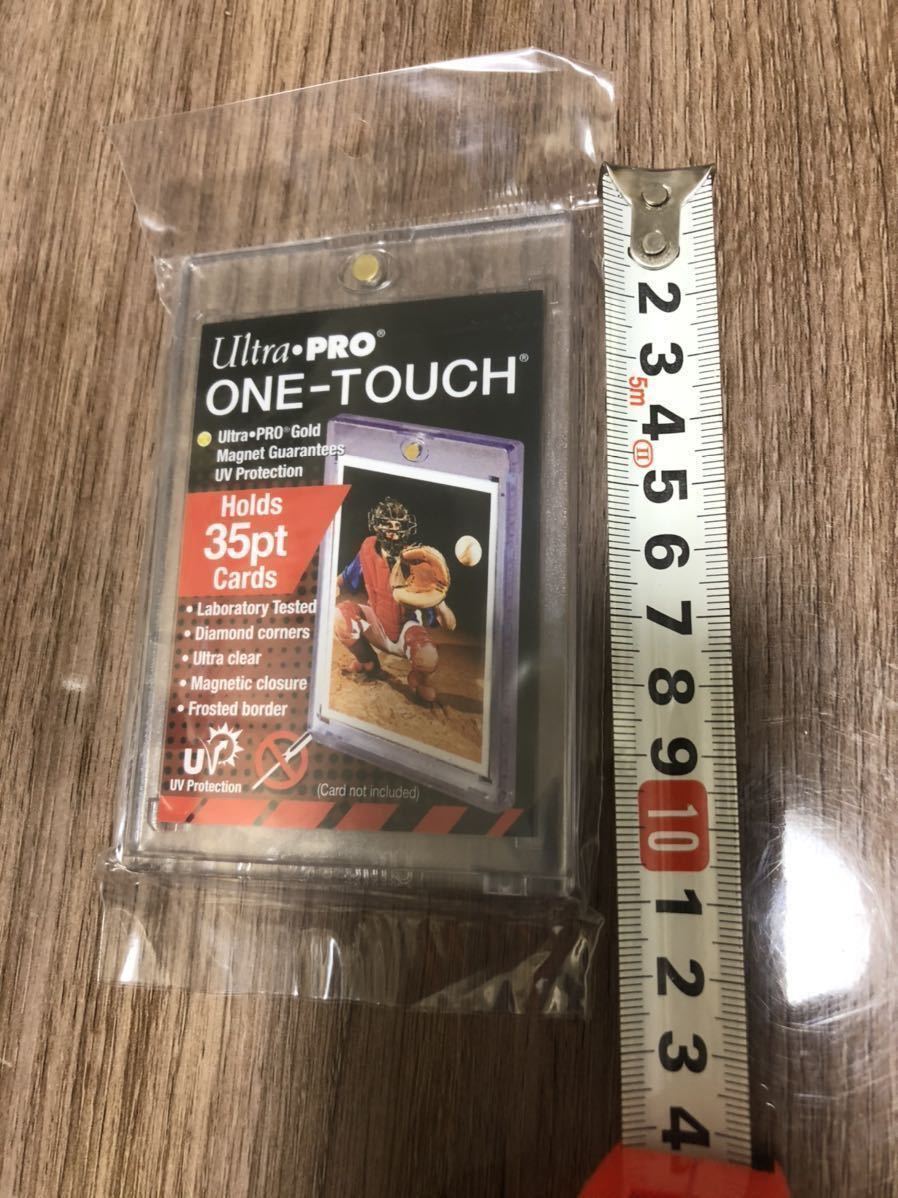 Ultra•PRO®
ONE-TOUCH®
Ultra•PRO® Gold
Magnet Guarantees
UV Protection
Holds
35pt
Cards
• Laboratory Tested
• Diamond corners
• Ultra clear
• Magnetic closure
• Frosted border
UV
UV Protection
(Card not included)
2
3
5m
4
II
5
6
7
8
9
10
1
2
3
4